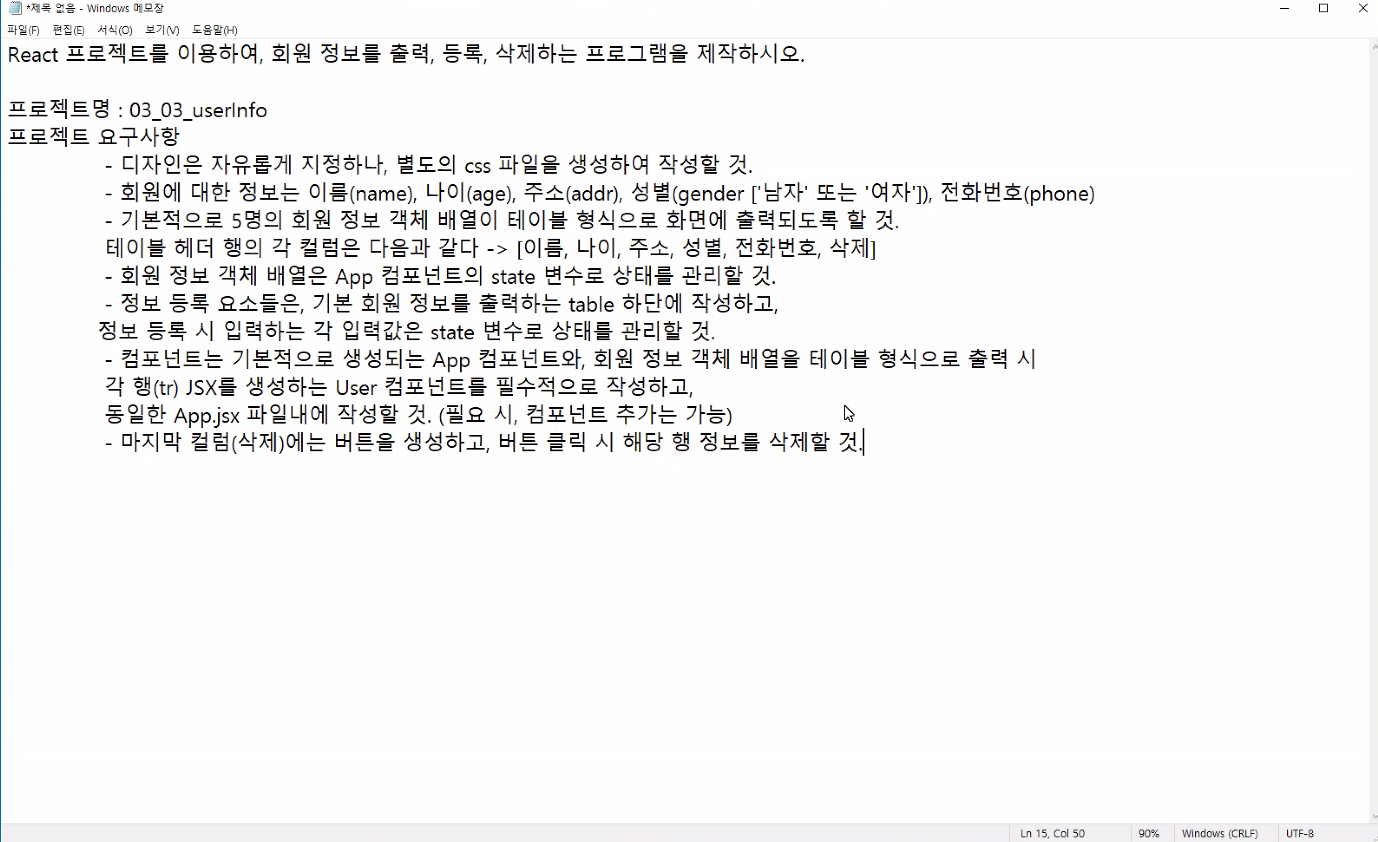 *제목 없음 - Windows 메모장
파일(F) 편집(E) 서식(O) 보기(V) 도움말(H)
React 프로젝트를 이용하여, 회원 정보를 출력, 등록, 삭제하는 프로그램을 제작하시오.
프로젝트명 : 03_03_userInfo
프로젝트 요구사항
- 디자인은 자유롭게 지정하나, 별도의 css 파일을 생성하여 작성할 것.
- 회원에 대한 정보는 이름(name), 나이(age), 주소(addr), 성별(gender ['남자' 또는 '여자']), 전화번호(phone)
- 기본적으로 5명의 회원 정보 객체 배열이 테이블 형식으로 화면에 출력되도록 할 것.
테이블 헤더 행의 각 컬럼은 다음과 같다 -> [이름, 나이, 주소, 성별, 전화번호, 삭제]
- 회원 정보 객체 배열은 App 컴포넌트의 state 변수로 상태를 관리할 것.
- 정보 등록 요소들은, 기본 회원 정보를 출력하는 table 하단에 작성하고,
정보 등록 시 입력하는 각 입력값은 state 변수로 상태를 관리할 것.
- 컴포넌트는 기본적으로 생성되는 App 컴포넌트와, 회원 정보 객체 배열을 테이블 형식으로 출력 시
각 행(tr) JSX를 생성하는 User 컴포넌트를 필수적으로 작성하고,
동일한 App.jsx 파일내에 작성할 것. (필요 시, 컴포넌트 추가는 가능)
- 마지막 컬럼(삭제)에는 버튼을 생성하고, 버튼 클릭 시 해당 행 정보를 삭제할 것.
Ln 15, Col 50 90% Windows (CRLF) UTF-8